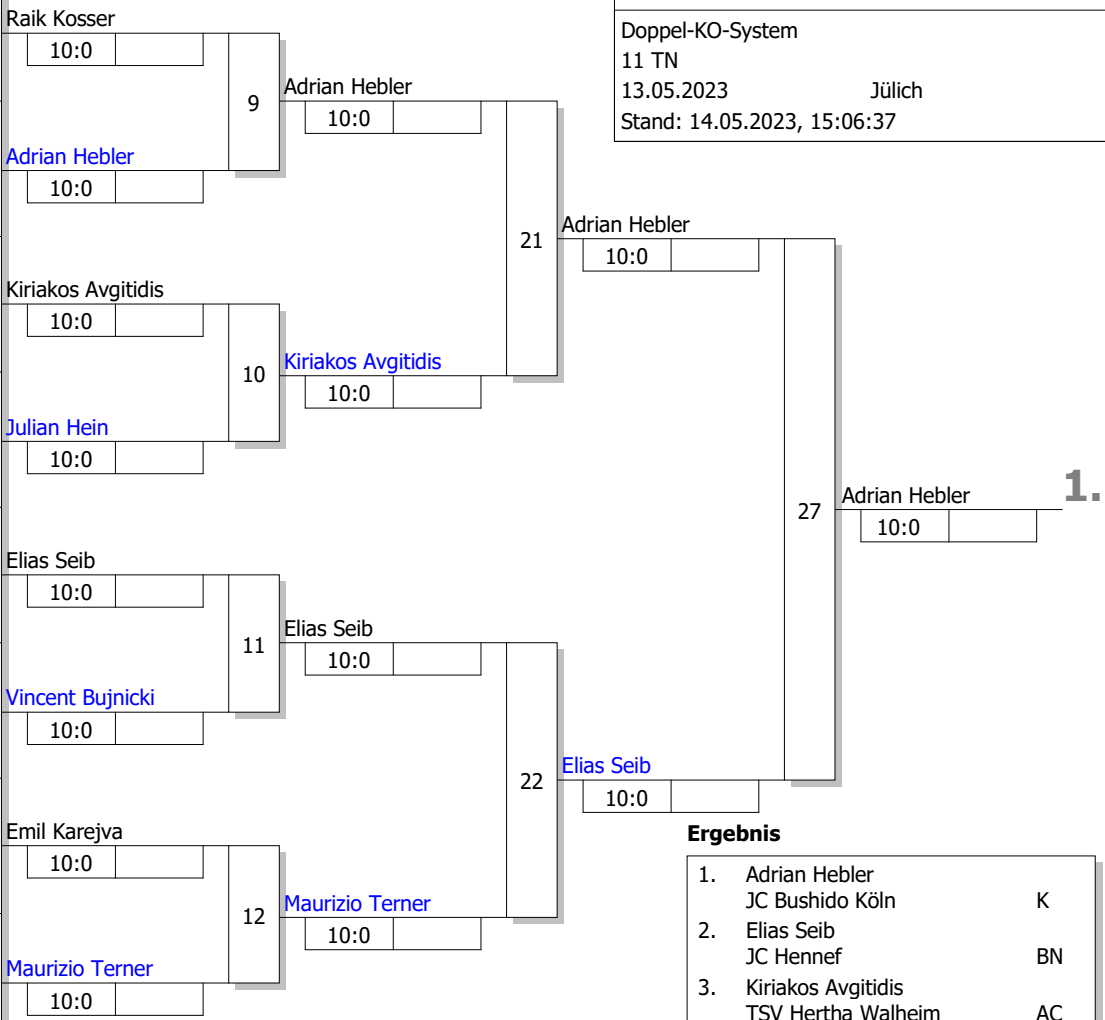 Raik Kosser
10:0
9
Adrian Hebler
10:0
Adrian Hebler
10:0
Kiriakos Avgitidis
10:0
10
Kiriakos Avgitidis
10:0
Julian Hein
10:0
21
Adrian Hebler
10:0
Elias Seib
10:0
11
Elias Seib
10:0
Vincent Bujnicki
10:0
22
Elias Seib
10:0
Emil Karejva
10:0
12
Maurizio Terner
10:0
Maurizio Terner
10:0
27
Adrian Hebler
10:0
1.
Doppel-KO-System
11 TN
13.05.2023 Jülich
Stand: 14.05.2023, 15:06:37
Ergebnis
1. Adrian Hebler
JC Bushido Köln K
2. Elias Seib
JC Hennef BN
3. Kiriakos Avgitidis
TSV Hertha Walheim AC